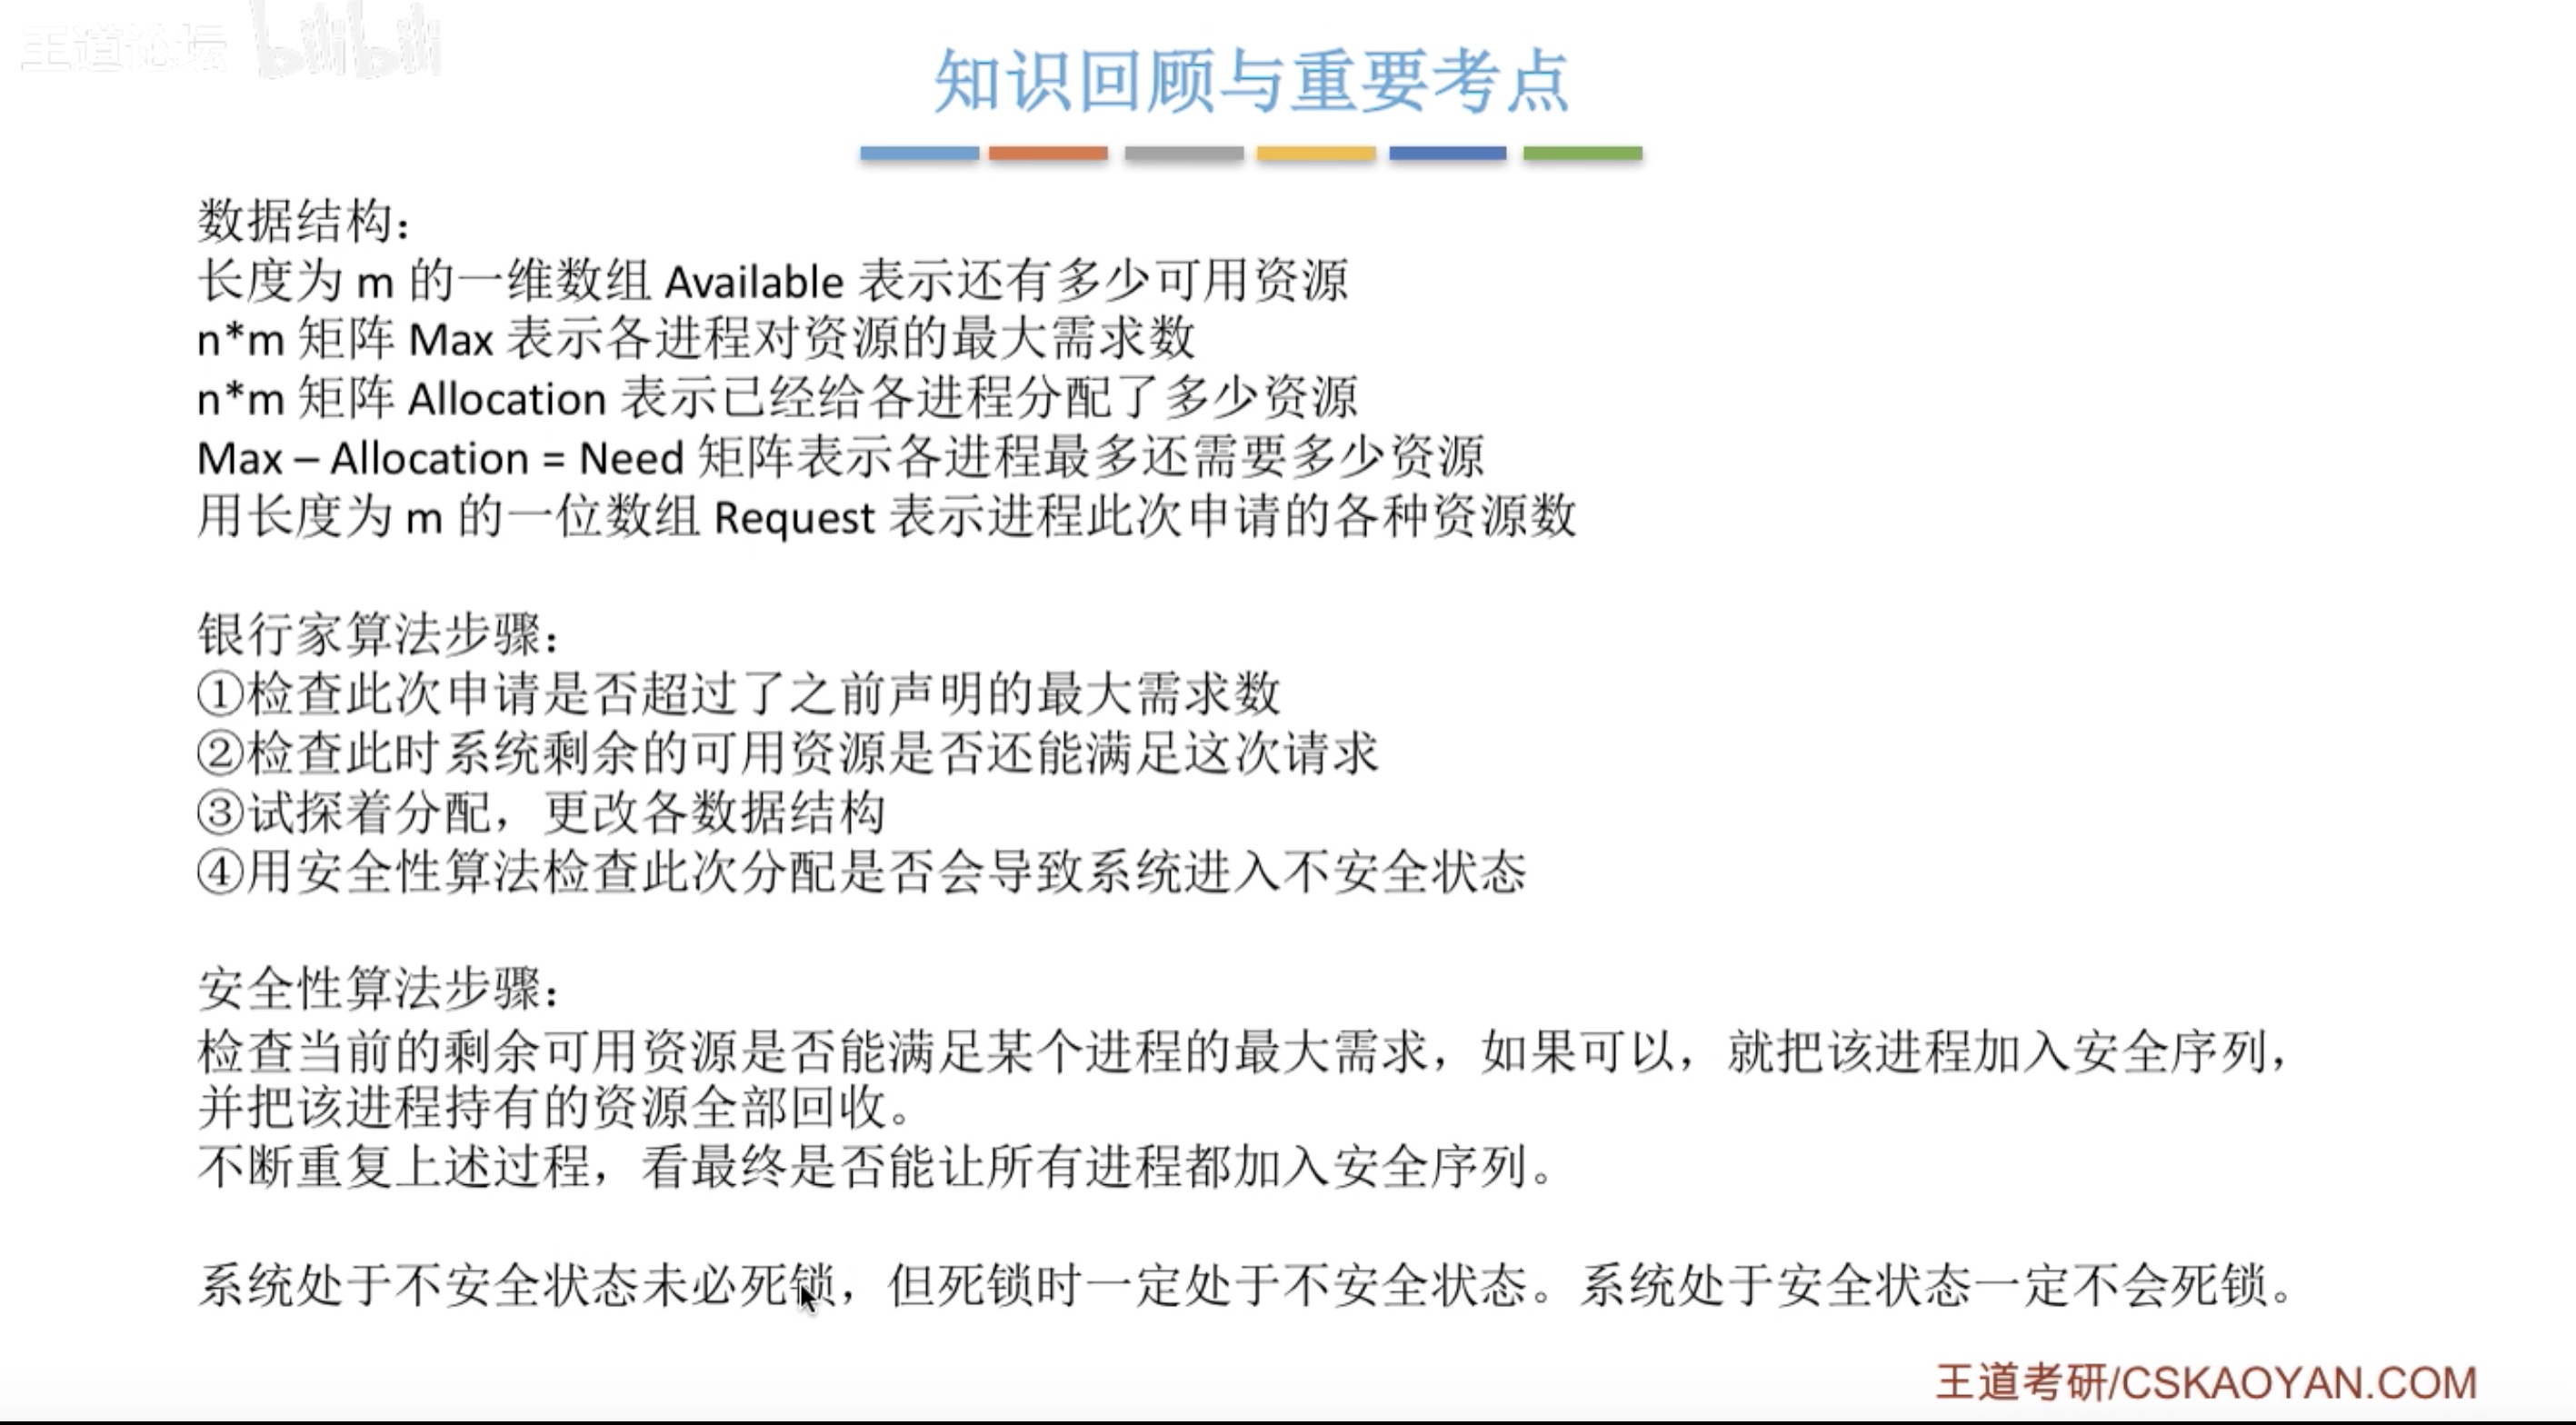 王道论坛 bilibili
知识回顾与重要考点
数据结构：
长度为 m 的一维数组 Available 表示还有多少可用资源
n*m 矩阵 Max 表示各进程对资源的最大需求数
n*m 矩阵 Allocation 表示已经给各进程分配了多少资源
Max – Allocation = Need 矩阵表示各进程最多还需要多少资源
用长度为 m 的一位数组 Request 表示进程此次申请的各种资源数
银行家算法步骤：
①检查此次申请是否超过了之前声明的最大需求数
②检查此时系统剩余的可用资源是否还能满足这次请求
③试探着分配，更改各数据结构
④用安全性算法检查此次分配是否会导致系统进入不安全状态
安全性算法步骤：
检查当前的剩余可用资源是否能满足某个进程的最大需求，如果可以，就把该进程加入安全序列，
并把该进程持有的资源全部回收。
不断重复上述过程，看最终是否能让所有进程都加入安全序列。
系统处于不安全状态未必死锁，但死锁时一定处于不安全状态。系统处于安全状态一定不会死锁。
王道考研/CSKAOYAN.COM